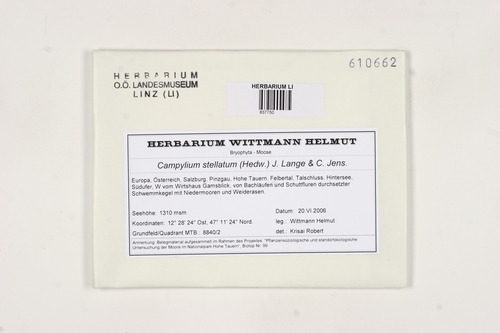 610662
HERBARIUM
O.Ö. LANDESMUSEUM
LINZ (LI)
HERBARIUM LI
837750
HERBARIUM WITTMANN HELMUT
Bryophyta - Moose
Campylium stellatum (Hedw.) J. Lange & C. Jens.
Europa, Österreich, Salzburg, Pinzgau, Hohe Tauern, Felbertal, Talschluss, Hintersee,
Südufer, W vom Wirtshaus Gamsblick, von Bachläufen und Schuttfluren durchsetzter
Schwemmkegel mit Niedermooren und Weiderasen.
Seehöhe: 1310 msm
Datum: 20.VI.2006
Koordinaten: 12° 28' 24" Ost, 47° 11' 24" Nord.
leg.: Wittmann Helmut
Grundfeld/Quadrant MTB.: 8840/2
det.: Krisai Robert
Anmerkung: Belegmaterial aufgesammelt im Rahmen des Projektes: "Pflanzensoziologische und standortökologische
Untersuchung der Moore im Nationalpark Hohe Tauern", Biotop Nr. 99